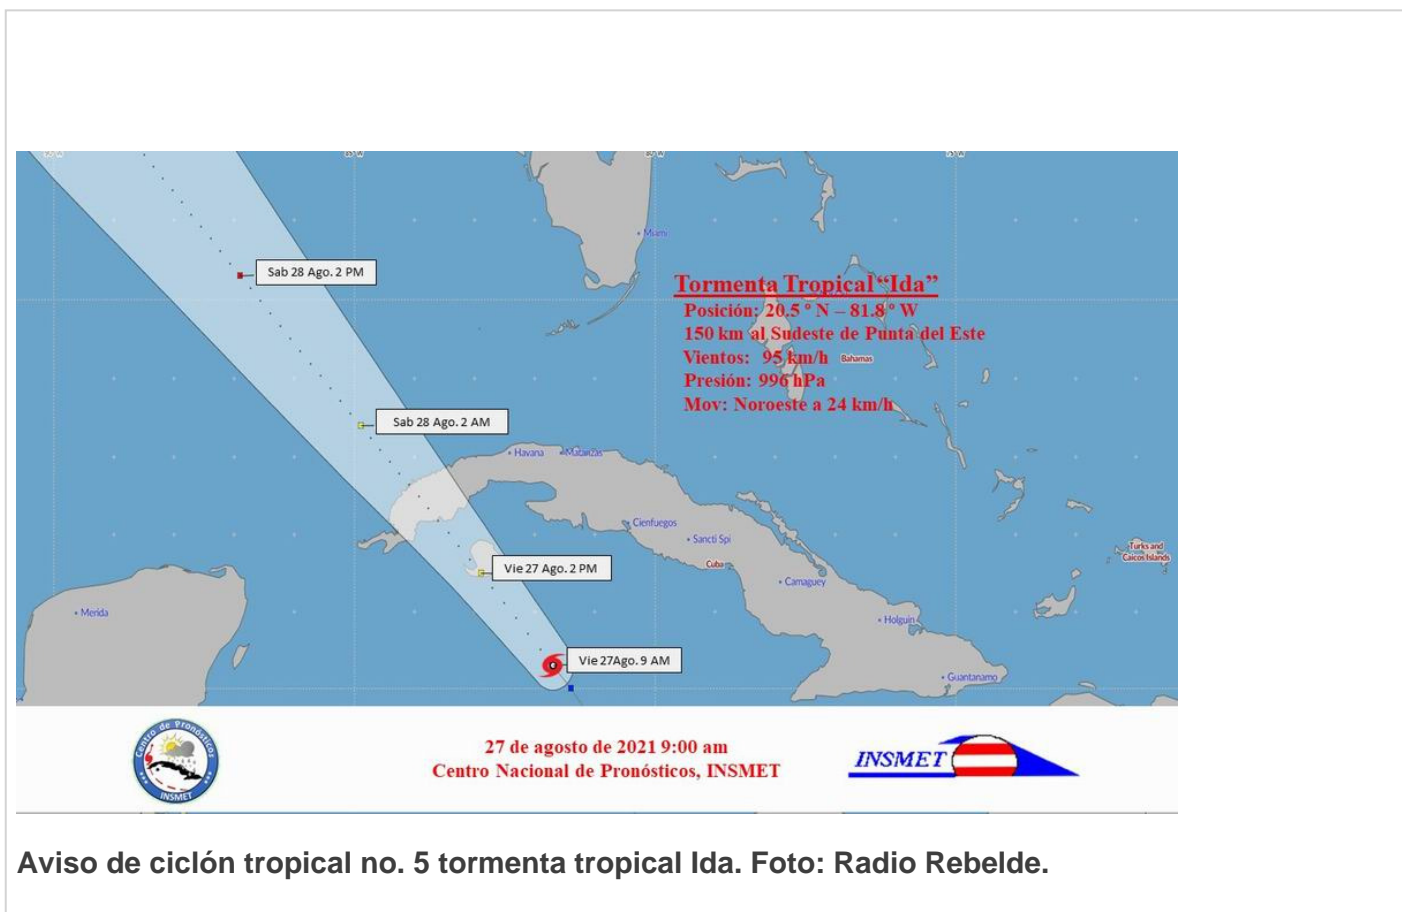 85 W
80 W
75 W
Miami
Sab 28 Ago. 2 PM
Tormenta Tropical “Ida”
Posición: 20.5 º N – 81.8 º W
150 km al Sudeste de Punta del Este
Vientos: 95 km/h
Bahamas
Presión: 996 hPa
Mov: Noroeste a 24 km/h
Sab 28 Ago. 2 AM
Havana
Matanzas
Cienfuegos
Sancti Spi
Cuba
Turks and
Caicos Islands
Vie 27 Ago. 2 PM
Camaguey
Merida
Holguin
Vie 27Ago. 9 AM
Guantanamo
Centro de Pronósticos
INSMET
27 de agosto de 2021 9:00 am
Centro Nacional de Pronósticos, INSMET
INSMET
Aviso de ciclón tropical no. 5 tormenta tropical Ida. Foto: Radio Rebelde.